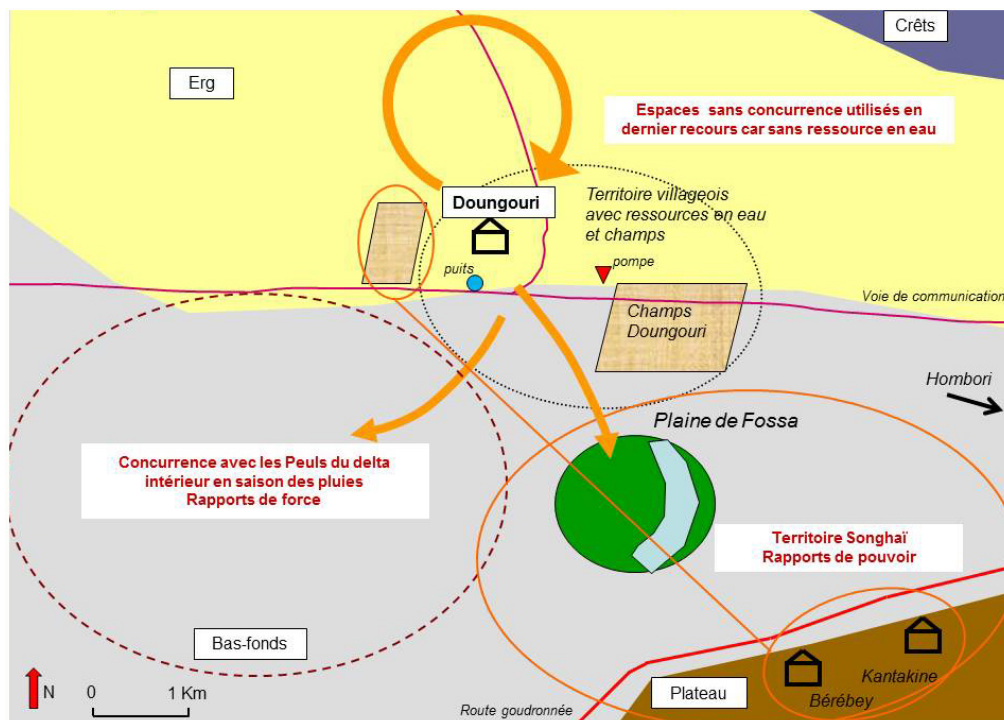 Crêts
Erg
Espaces sans concurrence utilisés en
dernier recours car sans ressource en eau
Doungouri
Territoire villageois
avec ressources en eau
et champs
puits
pompe
Voie de communication
Champs
Doungouri
Hombori
Plaine de Fossa
Concurrence avec les Peuls du delta
intérieur en saison des pluies
Rapports de force
Territoire Songhaï
Rapports de pouvoir
Bas-fonds
Kantakine
Bérébey
Plateau
N
0 1 Km
Route goudronnée